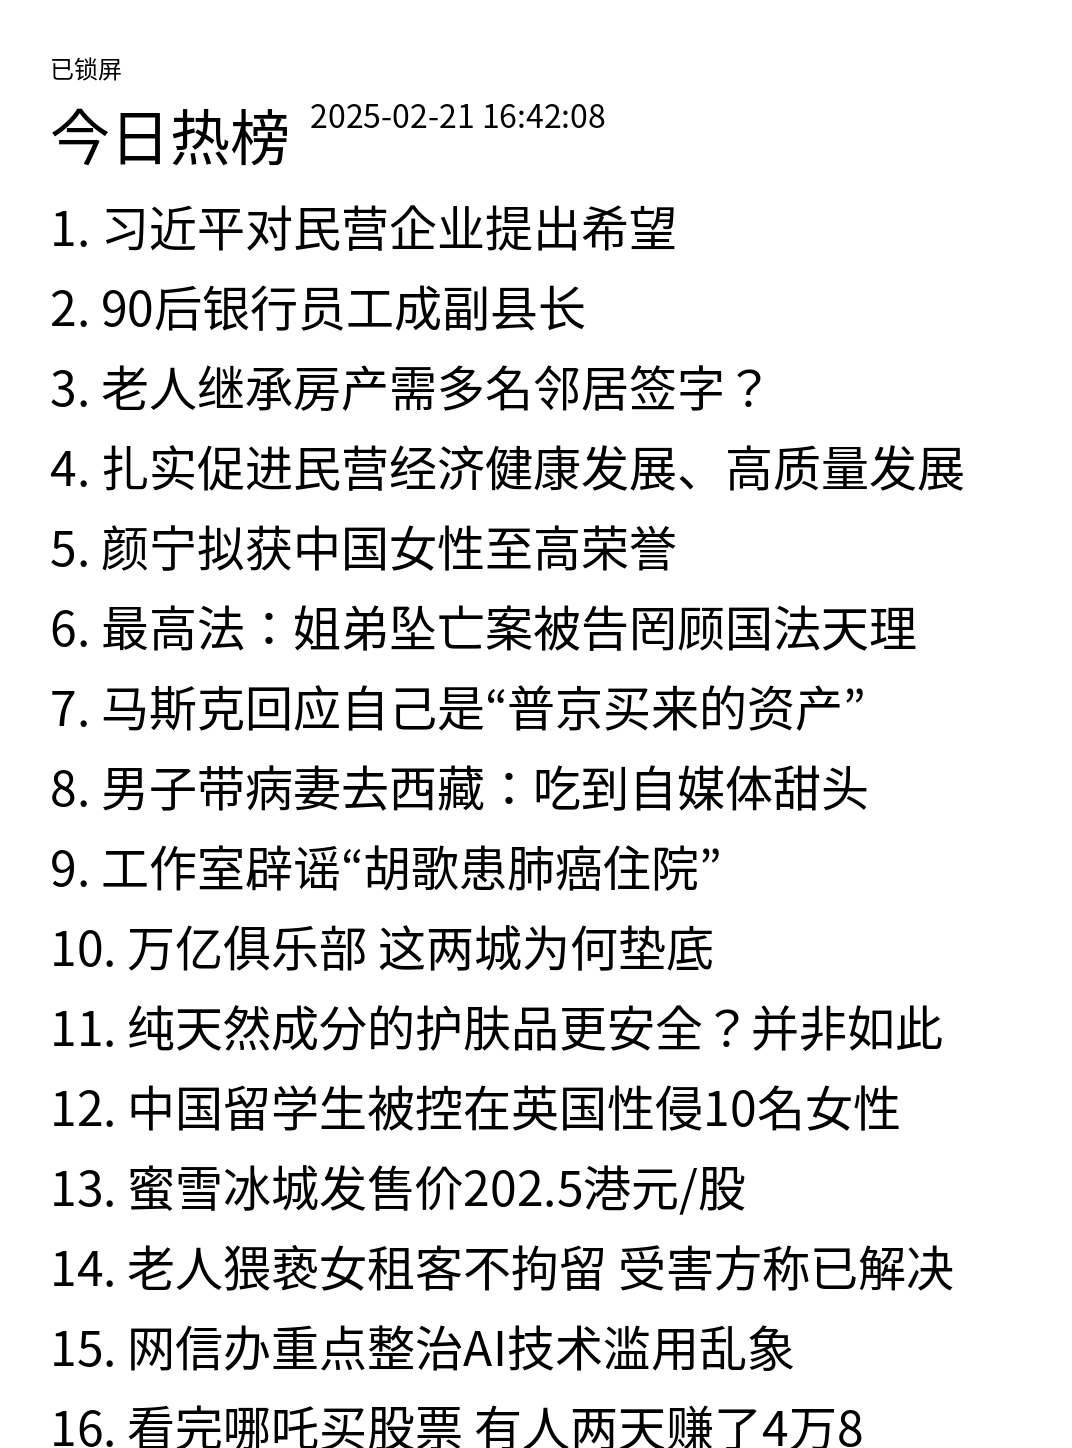 已锁屏
今日热榜 2025-02-21 16:42:08
1. 习近平对民营企业提出希望
2. 90后银行员工成副县长
3. 老人继承房产需多名邻居签字？
4. 扎实促进民营经济健康发展、高质量发展
5. 颜宁拟获中国女性至高荣誉
6. 最高法：姐弟坠亡案被告罔顾国法天理
7. 马斯克回应自己是“普京买来的资产”
8. 男子带病妻去西藏：吃到自媒体甜头
9. 工作室辟谣“胡歌患肺癌住院”
10. 万亿俱乐部 这两城为何垫底
11. 纯天然成分的护肤品更安全？并非如此
12. 中国留学生被控在英国性侵10名女性
13. 蜜雪冰城发售价202.5港元/股
14. 老人猥亵女租客不拘留 受害方称已解决
15. 网信办重点整治AI技术滥用乱象
16. 看完哪吒买股票 有人两天赚了4万8